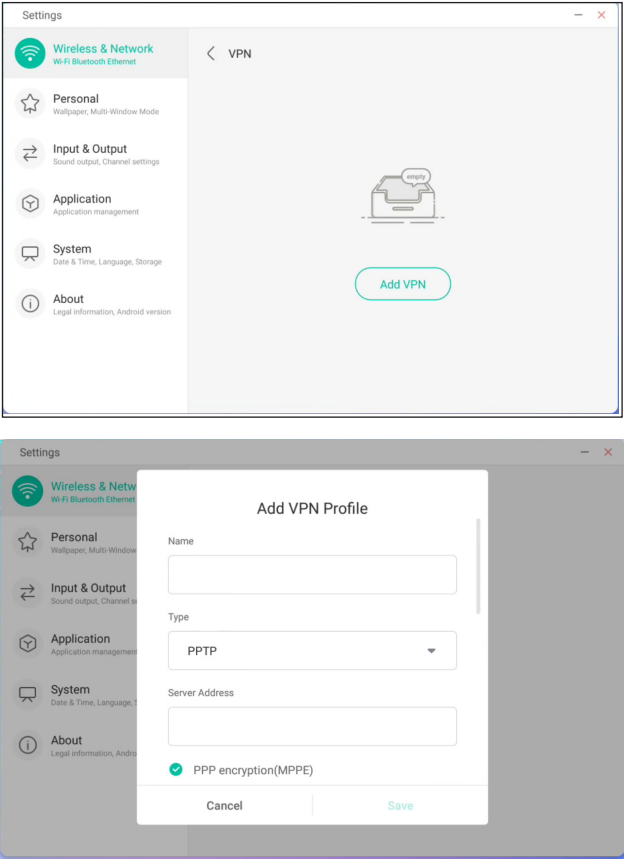 Settings
Wireless & Network
Wi-Fi Bluetooth Ethernet
VPN
Personal
Wallpaper, Multi-Window Mode
Input & Output
Sound output, Channel settings
empty
Application
Application management
System
Date & Time, Language, Storage
Add VPN
About
Legal information, Android version
Settings
Wireless & Netw
Wi-Fi Bluetooth Ethernet
Personal
Wallpaper, Multi-Window
Input & Output
Sound output, Channel se
Application
Application management
System
Date & Time, Language, S
About
Legal information, Andro
Add VPN Profile
Name
Type
PPTP
Server Address
PPP encryption(MPPE)
Cancel
Save